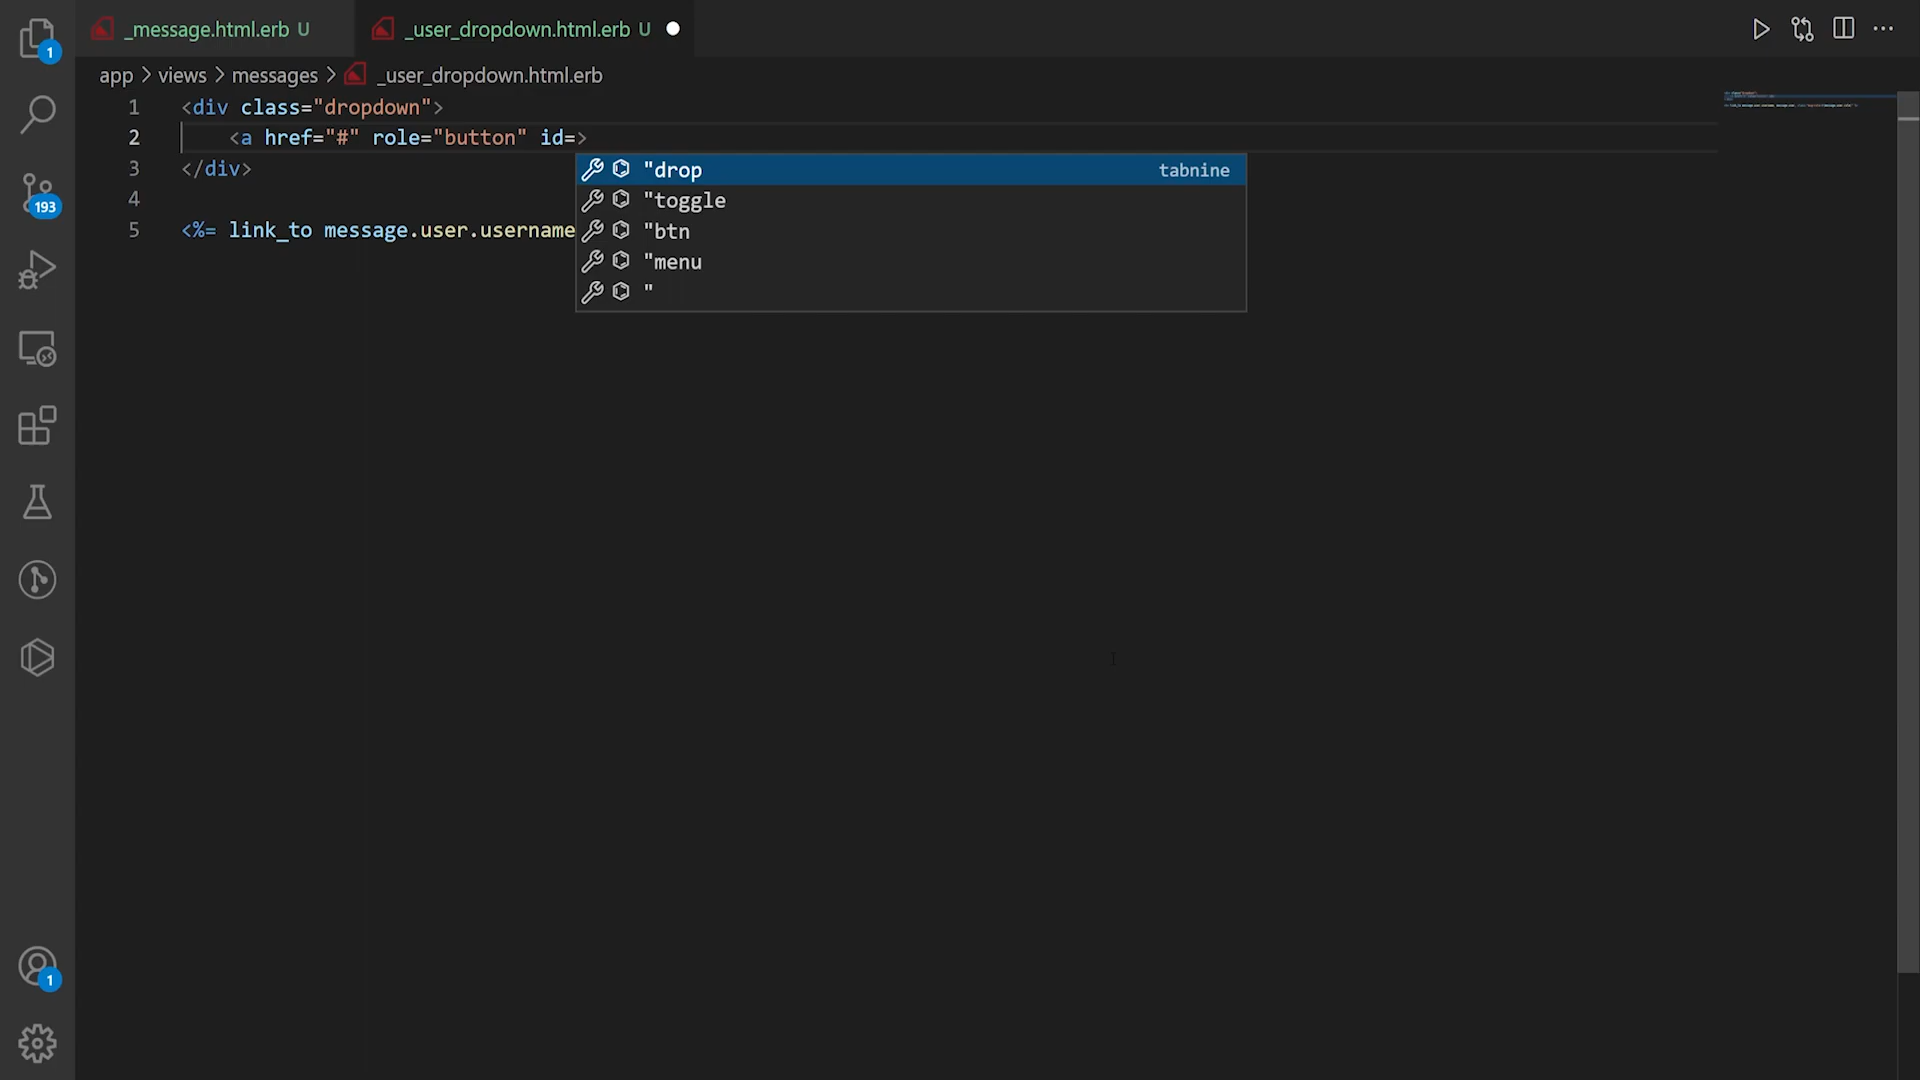 _message.html.erb U
_user_dropdown.html.erb U
app > views > messages > _user_dropdown.html.erb
1 <div class="dropdown">
2 <a href="#" role="button" id=>
3 </div>
4
5 <%= link_to message.user.username
"drop tabnine
"toggle
"btn
"menu
"
1
193
1